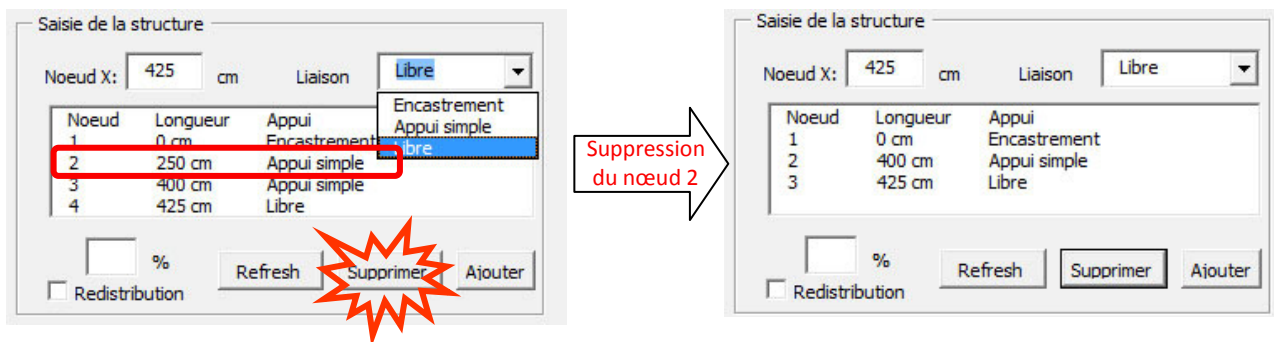 Saisie de la structure
Noeud X: 425 cm Liaison Libre
Encastrement
Appui simple
Libre
Noeud Longueur Appui
1 0 cm Encastrement
2 250 cm Appui simple
3 400 cm Appui simple
4 425 cm Libre
%
Refresh Supprimer Ajouter
Redistribution
Suppression
du nœud 2
Saisie de la structure
Noeud X: 425 cm Liaison Libre
Noeud Longueur Appui
1 0 cm Encastrement
2 400 cm Appui simple
3 425 cm Libre
%
Refresh Supprimer Ajouter
Redistribution